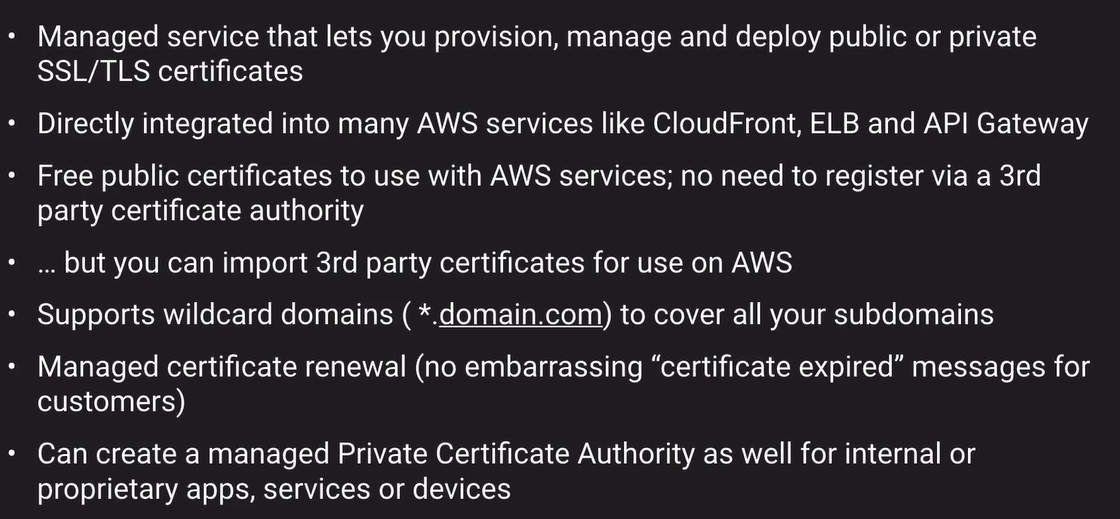 • Managed service that lets you provision, manage and deploy public or private
SSL/TLS certificates
• Directly integrated into many AWS services like CloudFront, ELB and API Gateway
• Free public certificates to use with AWS services; no need to register via a 3rd
party certificate authority
• … but you can import 3rd party certificates for use on AWS
• Supports wildcard domains ( *.domain.com) to cover all your subdomains
• Managed certificate renewal (no embarrassing “certificate expired” messages for
customers)
• Can create a managed Private Certificate Authority as well for internal or
proprietary apps, services or devices